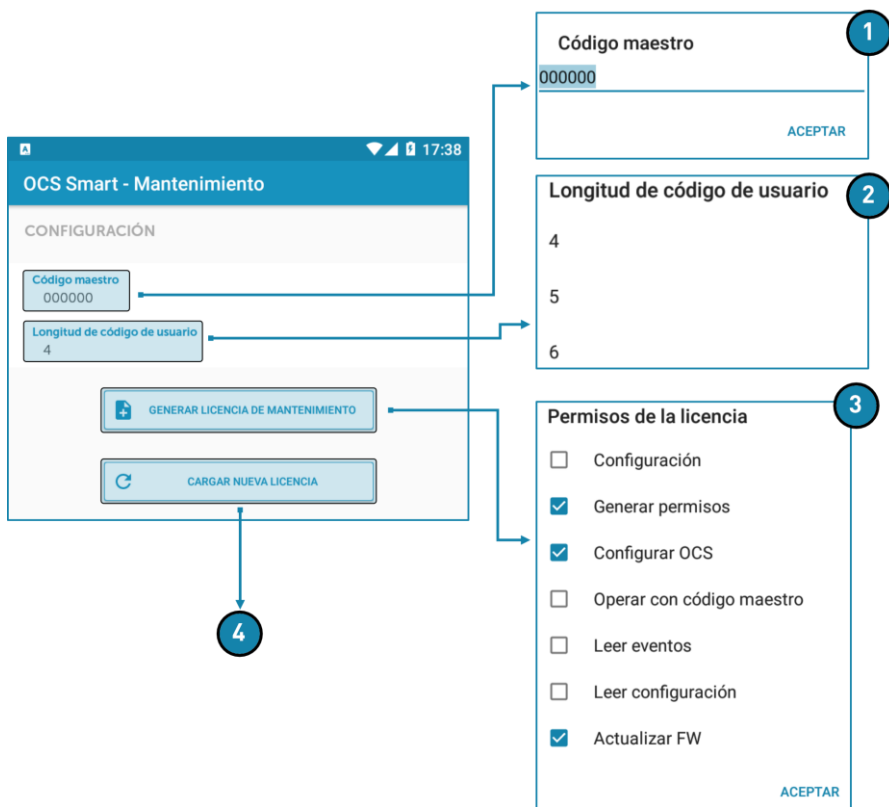 17:38
OCS Smart - Mantenimiento
CONFIGURACIÓN
Código maestro
000000
Longitud de código de usuario
4
GENERAR LICENCIA DE MANTENIMIENTO
CARGAR NUEVA LICENCIA
4
1
Código maestro
000000
ACEPTAR
2
Longitud de código de usuario
4
5
6
3
Permisos de la licencia
Configuración
Generar permisos
Configurar OCS
Operar con código maestro
Leer eventos
Leer configuración
Actualizar FW
ACEPTAR